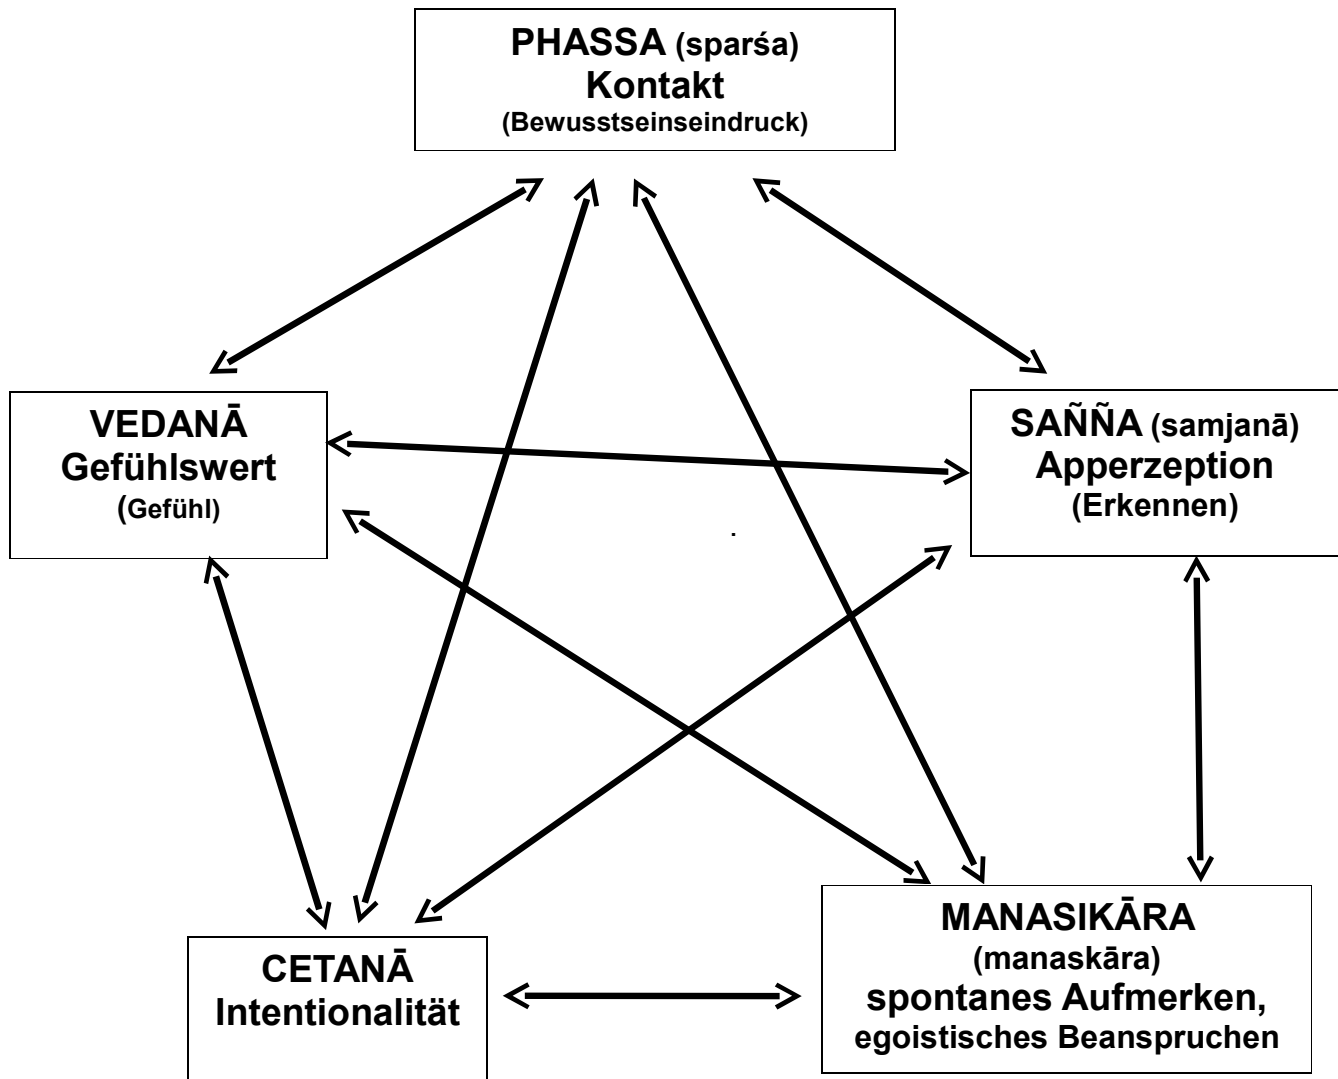 PHASSA (sparśa)
Kontakt
(Bewusstseinseindruck)
VEDANĀ
Gefühlswert
(Gefühl)
SAÑÑA (samjanā)
Apperzeption
(Erkennen)
.
CETANĀ
Intentionalität
MANASIKĀRA
(manaskāra)
spontanes Aufmerken,
egoistisches Beanspruchen